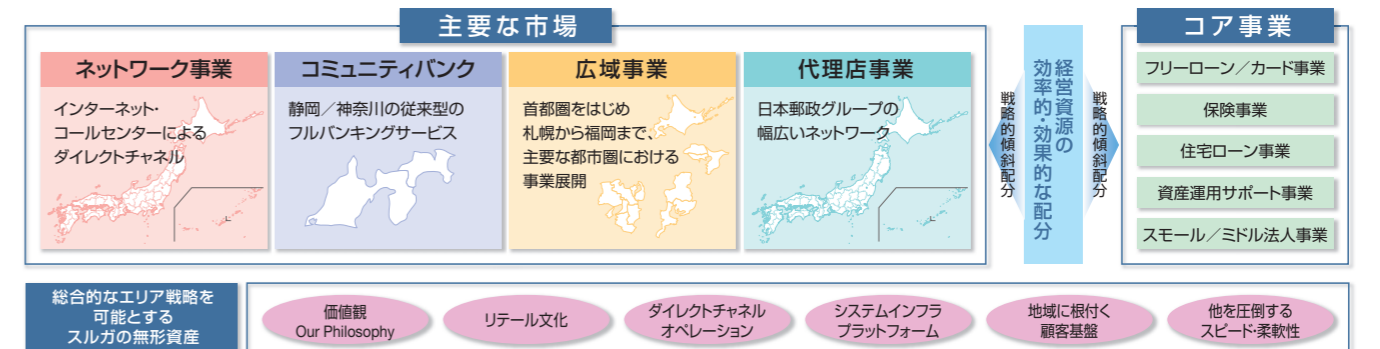 主要な市場
ネットワーク事業
インターネット・
コールセンターによる
ダイレクトチャネル
コミュニティバンク
静岡／神奈川の従来型の
フルバンキングサービス
広域事業
首都圏をはじめ
札幌から福岡まで、
主要な都市圏における
事業展開
代理店事業
日本郵政グループの
幅広いネットワーク
戦略的傾斜配分
経営資源の
効率的・効果的な配分
戦略的傾斜配分
コア事業
フリーローン／カード事業
保険事業
住宅ローン事業
資産運用サポート事業
スモール／ミドル法人事業
総合的なエリア戦略を
可能とする
スルガの無形資産
価値観
Our Philosophy
リテール文化
ダイレクトチャネル
オペレーション
システムインフラ
プラットフォーム
地域に根付く
顧客基盤
他を圧倒する
スピード・柔軟性